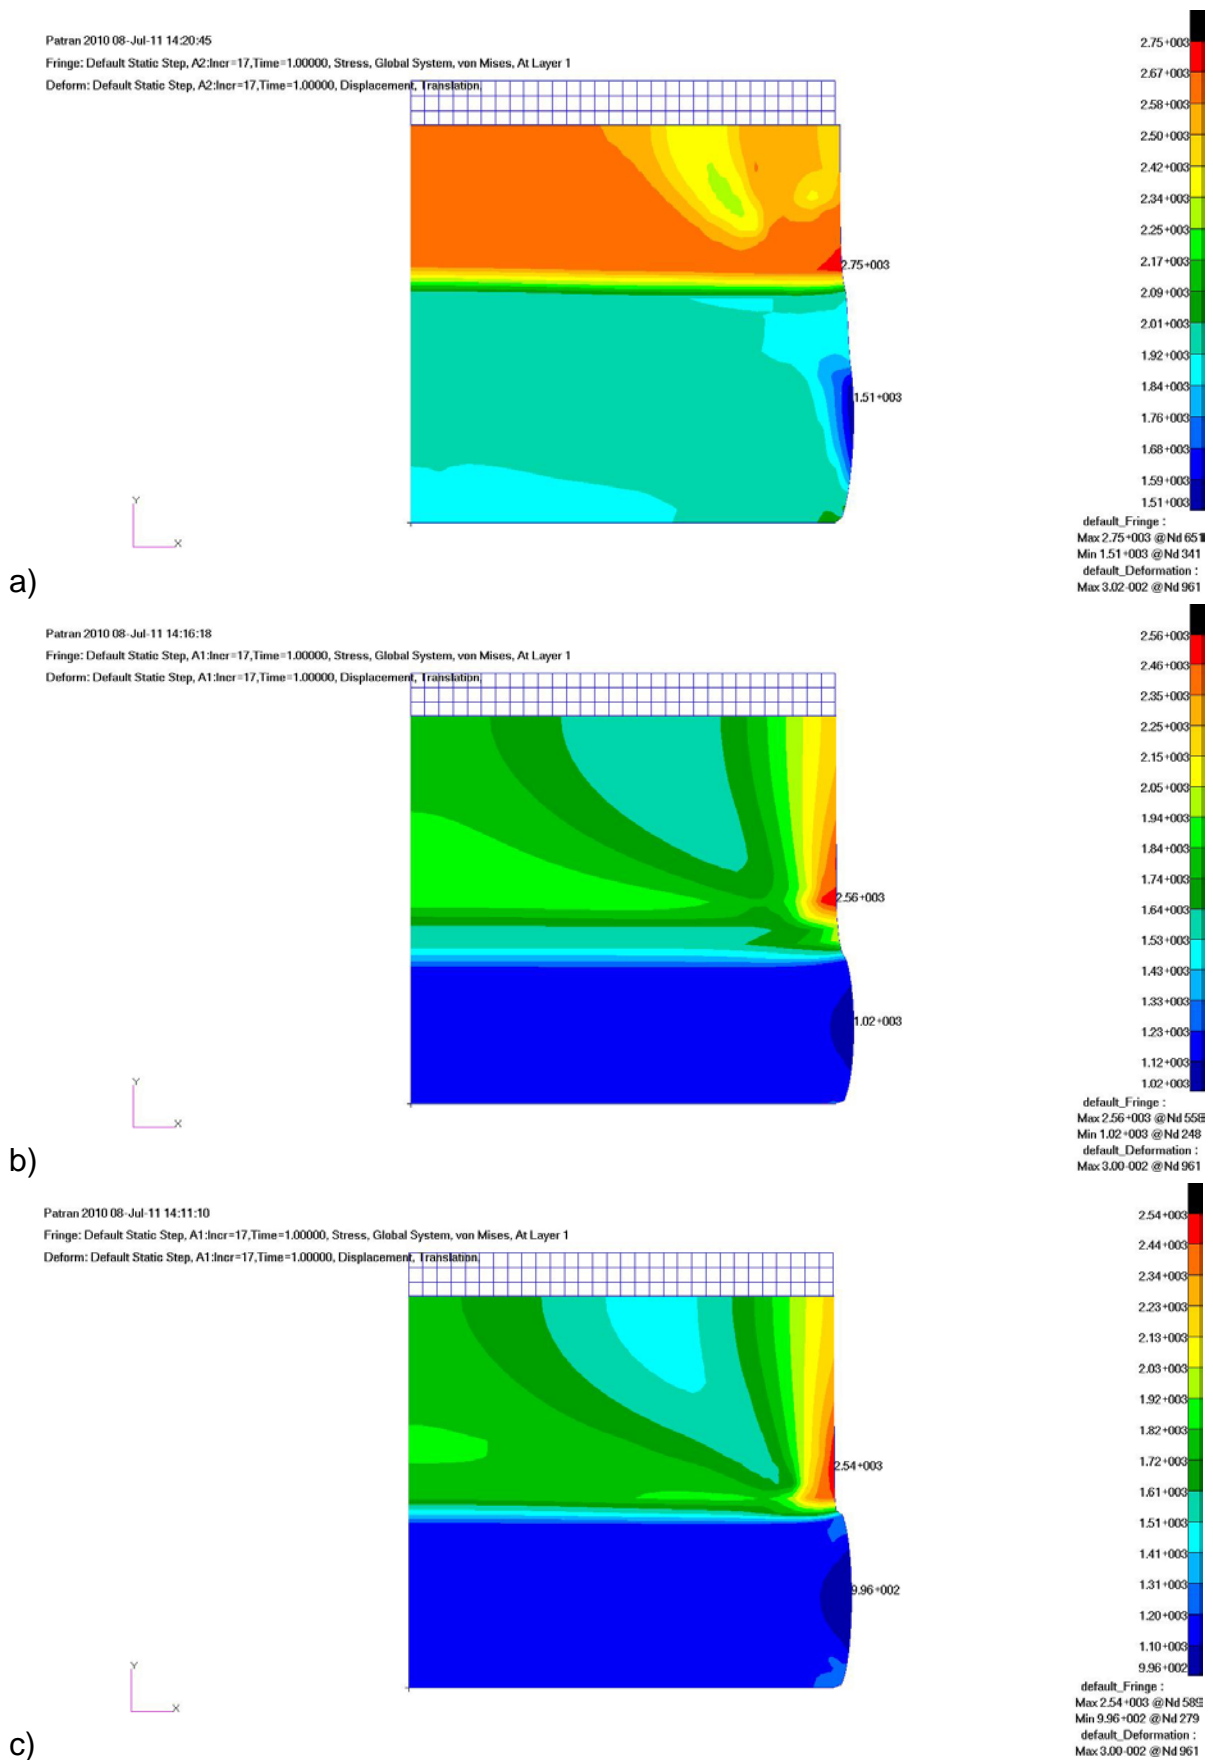 Patran 2010 08-Jul-11 14:20:45
Fringe: Default Static Step, A2:Incr=17,Time=1.00000, Stress, Global System, von Mises, At Layer 1
Deform: Default Static Step, A2:Incr=17,Time=1.00000, Displacement, Translation,
2.75+003
2.67+003
2.58+003
2.50+003
2.42+003
2.34+003
2.25+003
2.17+003
2.09+003
2.01+003
1.92+003
1.84+003
1.76+003
1.68+003
1.59+003
1.51+003
2.75+003
1.51+003
Y
X
default_Fringe :
Max 2.75+003 @Nd 651
Min 1.51+003 @Nd 341
default_Deformation :
Max 3.02-002 @Nd 961
a)
Patran 2010 08-Jul-11 14:16:18
Fringe: Default Static Step, A1:Incr=17,Time=1.00000, Stress, Global System, von Mises, At Layer 1
Deform: Default Static Step, A1:Incr=17,Time=1.00000, Displacement, Translation,
2.56+003
2.46+003
2.35+003
2.25+003
2.15+003
2.05+003
1.94+003
1.84+003
1.74+003
1.64+003
1.53+003
1.43+003
1.33+003
1.23+003
1.12+003
1.02+003
2.56+003
1.02+003
Y
X
default_Fringe :
Max 2.56+003 @Nd 558
Min 1.02+003 @Nd 248
default_Deformation :
Max 3.00-002 @Nd 961
b)
Patran 2010 08-Jul-11 14:11:10
Fringe: Default Static Step, A1:Incr=17,Time=1.00000, Stress, Global System, von Mises, At Layer 1
Deform: Default Static Step, A1:Incr=17,Time=1.00000, Displacement, Translation,
2.54+003
2.44+003
2.34+003
2.23+003
2.13+003
2.03+003
1.92+003
1.82+003
1.72+003
1.61+003
1.51+003
1.41+003
1.31+003
1.20+003
1.10+003
9.96+002
2.54+003
9.96+002
Y
X
default_Fringe :
Max 2.54+003 @Nd 589
Min 9.96+002 @Nd 279
default_Deformation :
Max 3.00-002 @Nd 961
c)